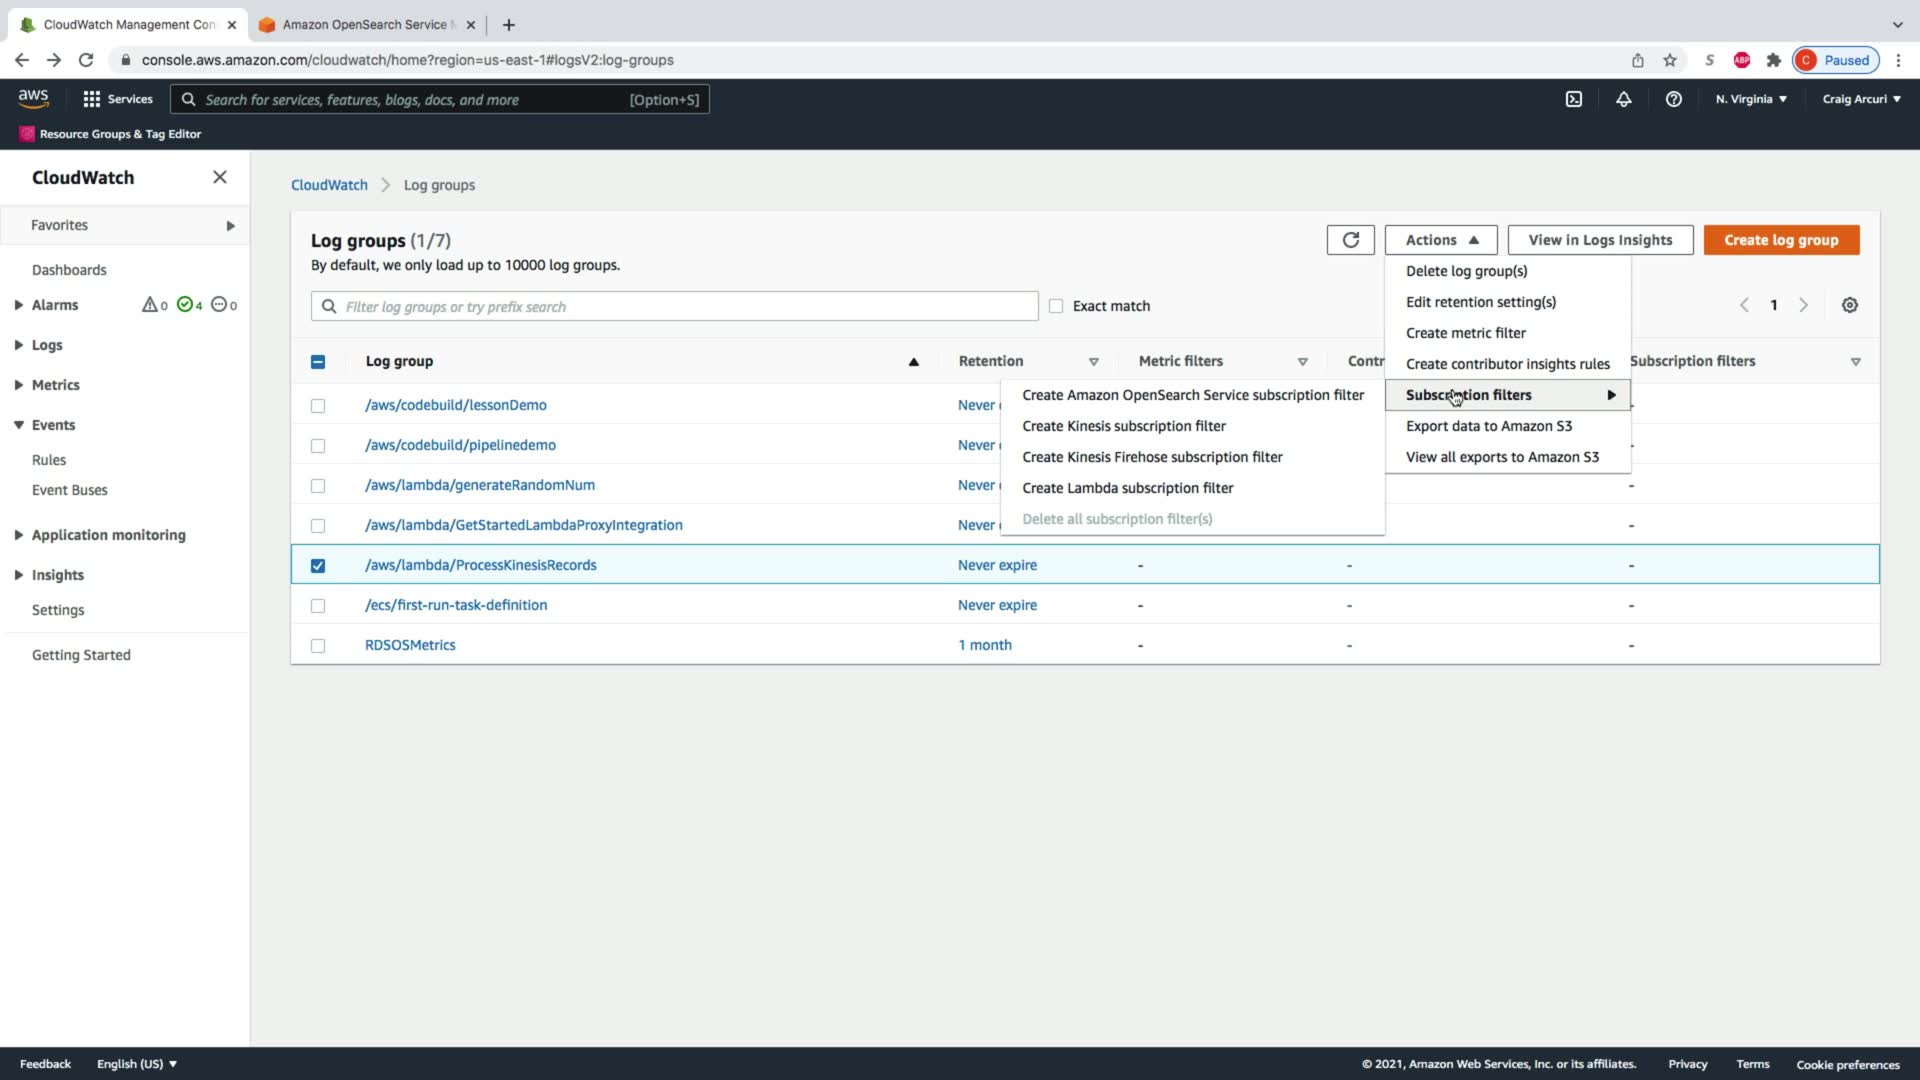 CloudWatch Management Con
Amazon OpenSearch Service M
console.aws.amazon.com/cloudwatch/home?region=us-east-1#logsV2:log-groups
S
ABP
C
Paused
aws
Services
Search for services, features, blogs, docs, and more
[Option+S]
N. Virginia
Craig Arcuri
Resource Groups & Tag Editor
CloudWatch
Favorites
Dashboards
Alarms
0
4
0
Logs
Metrics
Events
Rules
Event Buses
Application monitoring
Insights
Settings
Getting Started
CloudWatch
Log groups
Log groups (1/7)
By default, we only load up to 10000 log groups.
Actions
View in Logs Insights
Create log group
Filter log groups or try prefix search
Exact match
1
Delete log group(s)
Edit retention setting(s)
Create metric filter
Create contributor insights rules
Subscription filters
Export data to Amazon S3
View all exports to Amazon S3
Create Amazon OpenSearch Service subscription filter
Create Kinesis subscription filter
Create Kinesis Firehose subscription filter
Create Lambda subscription filter
Delete all subscription filter(s)
Log group
Retention
Metric filters
Contr
Subscription filters
/aws/codebuild/lessonDemo
Never
-
/aws/codebuild/pipelinedemo
Never
-
/aws/lambda/generateRandomNum
Never
-
/aws/lambda/GetStartedLambdaProxyIntegration
Never
-
/aws/lambda/ProcessKinesisRecords
Never expire
-
-
-
/ecs/first-run-task-definition
Never expire
-
-
-
RDSOSMetrics
1 month
-
-
-
Feedback
English (US)
© 2021, Amazon Web Services, Inc. or its affiliates.
Privacy
Terms
Cookie preferences